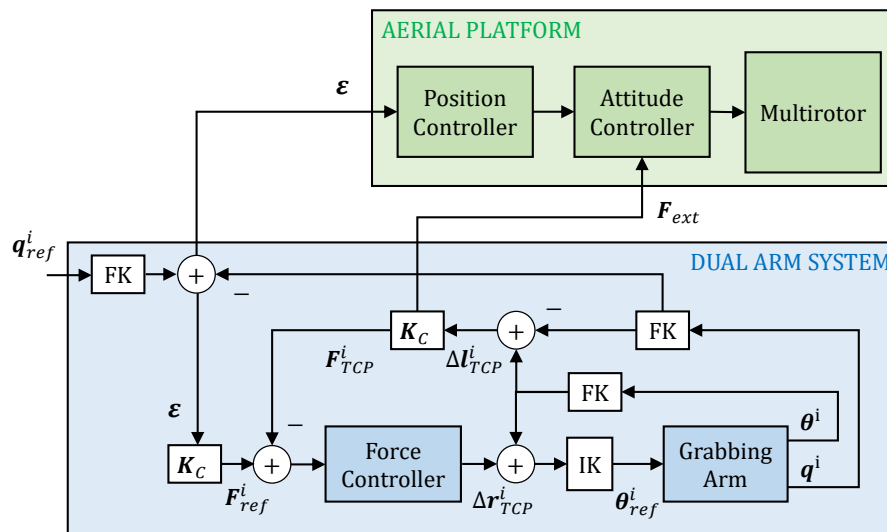 AERIAL PLATFORM
ε
Position
Controller
Attitude
Controller
Multirotor
F_ext
q^i_ref
DUAL ARM SYSTEM
FK
+
−
−
K_C
+
FK
F^i_TCP
Δl^i_TCP
FK
θ^i
ε
−
K_C
+
Force
Controller
+
IK
Grabbing
Arm
q^i
F^i_ref
Δr^i_TCP
θ^i_ref